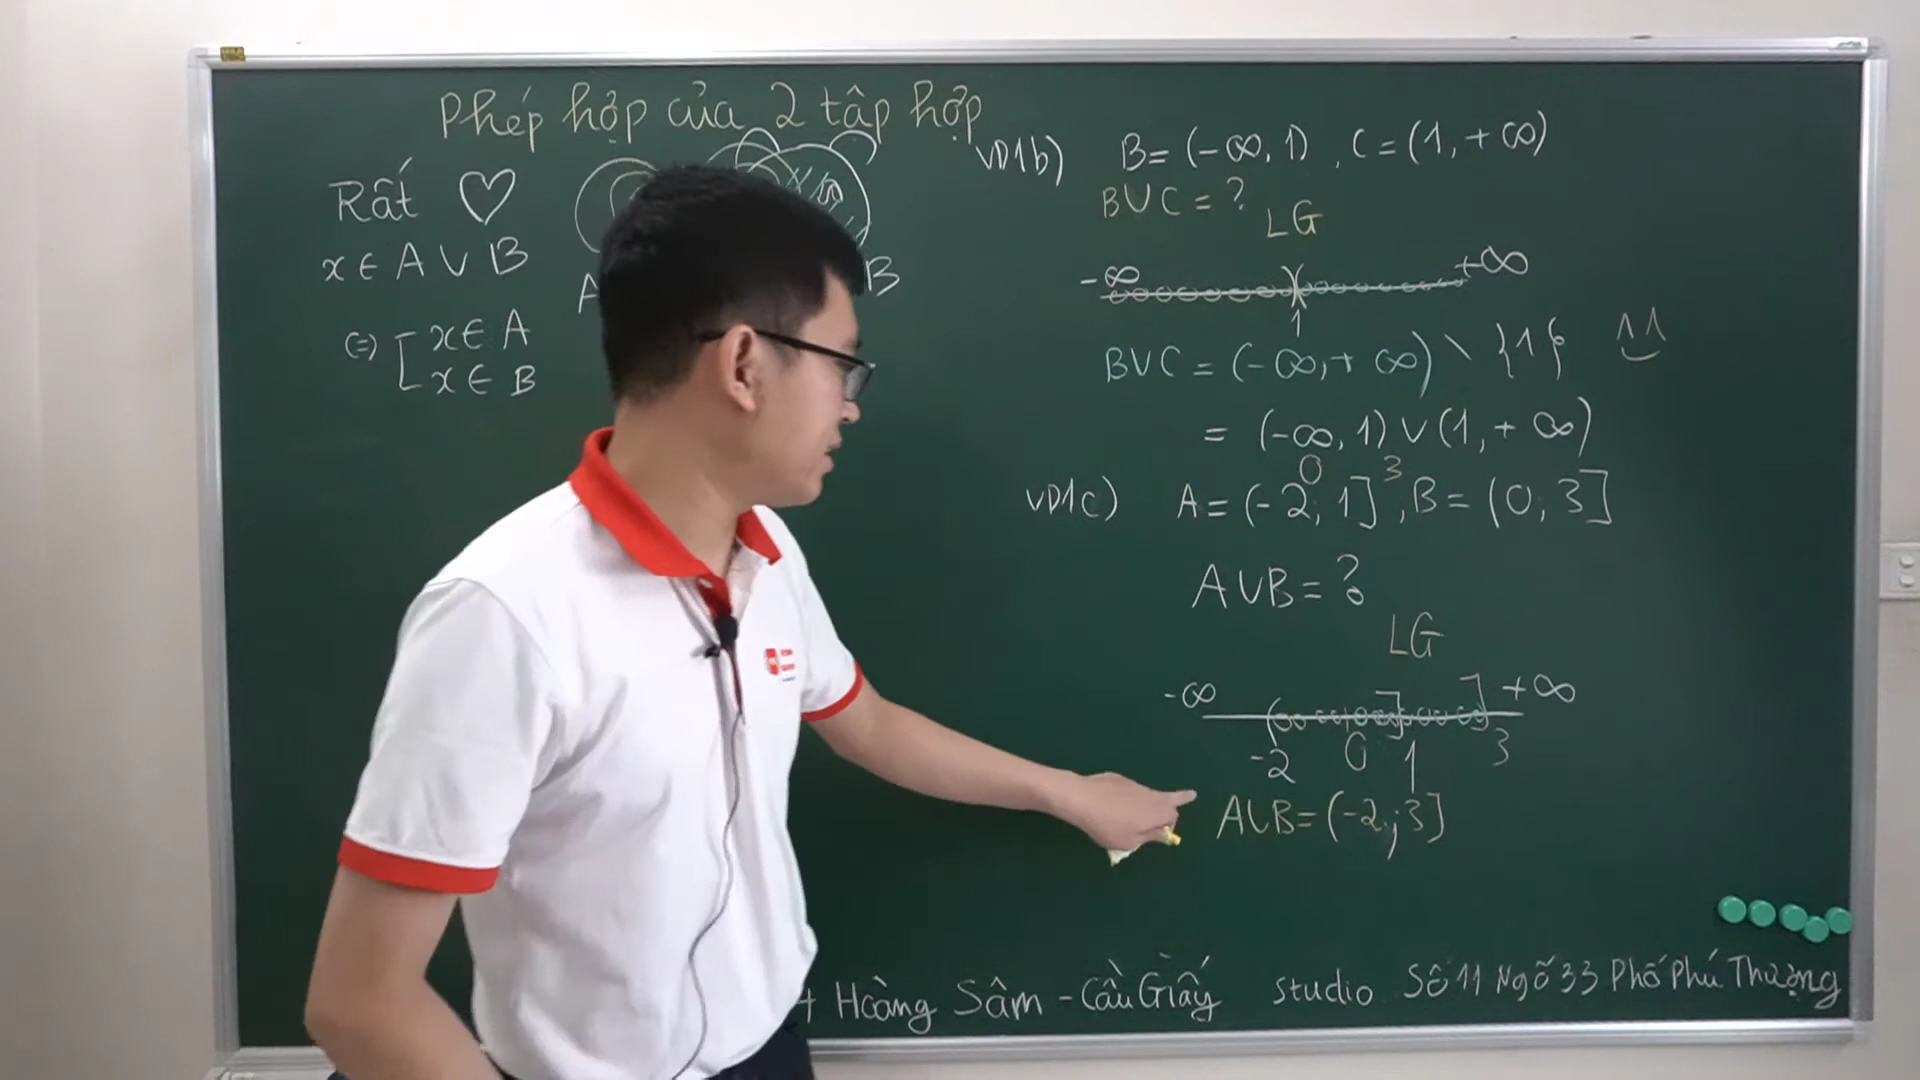 Phép hợp của 2 tập hợp
Rất ♡
x ∈ A ∪ B
(=) [ x ∈ A
x ∈ B
A
B
VD1b) B = (-∞, 1) , C = (1, +∞)
B∪C = ?
LG
-∞ )( +∞
1
B∪C = (-∞, + ∞) \ {1}
= (-∞, 1) ∪ (1, + ∞)
0 3
VD1c) A = (-2; 1] , B = (0; 3]
A∪B = ?
LG
-∞ ( ] ] +∞
-2 0 1 3
A∪B = (-2; 3]
Hoàng Sâm - Cầu Giấy studio Số 11 Ngõ 33 Phố Phú Thượng